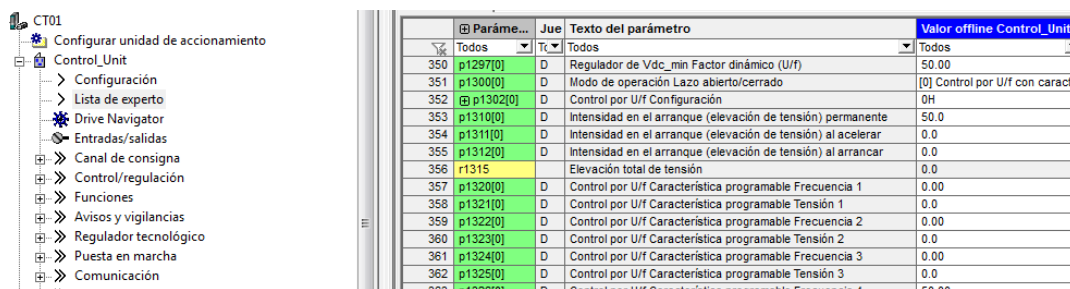 CT01
Configurar unidad de accionamiento
Control_Unit
Configuración
Lista de experto
Drive Navigator
Entradas/salidas
Canal de consigna
Control/regulación
Funciones
Avisos y vigilancias
Regulador tecnológico
Puesta en marcha
Comunicación
Paráme... Jue Texto del parámetro Valor offline Control_Unit
Todos Todos Todos
350 p1297[0] D Regulador de Vdc_min Factor dinámico (U/f) 50.00
351 p1300[0] D Modo de operación Lazo abierto/cerrado [0] Control por U/f con caract
352 p1302[0] D Control por U/f Configuración 0H
353 p1310[0] D Intensidad en el arranque (elevación de tensión) permanente 50.0
354 p1311[0] D Intensidad en el arranque (elevación de tensión) al acelerar 0.0
355 p1312[0] D Intensidad en el arranque (elevación de tensión) al arrancar 0.0
356 r1315 Elevación total de tensión 0.0
357 p1320[0] D Control por U/f Característica programable Frecuencia 1 0.00
358 p1321[0] D Control por U/f Característica programable Tensión 1 0.0
359 p1322[0] D Control por U/f Característica programable Frecuencia 2 0.00
360 p1323[0] D Control por U/f Característica programable Tensión 2 0.0
361 p1324[0] D Control por U/f Característica programable Frecuencia 3 0.00
362 p1325[0] D Control por U/f Característica programable Tensión 3 0.0